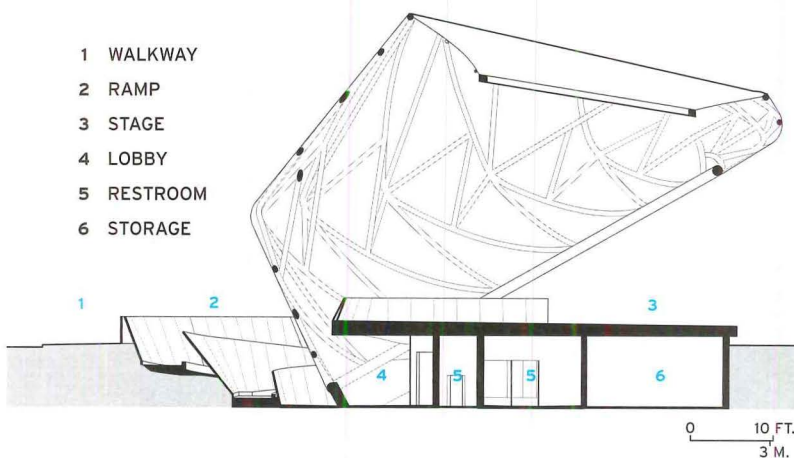 1 WALKWAY
2 RAMP
3 STAGE
4 LOBBY
5 RESTROOM
6 STORAGE
1 2 3
4 5 5 6
0 10 FT.
3 M.